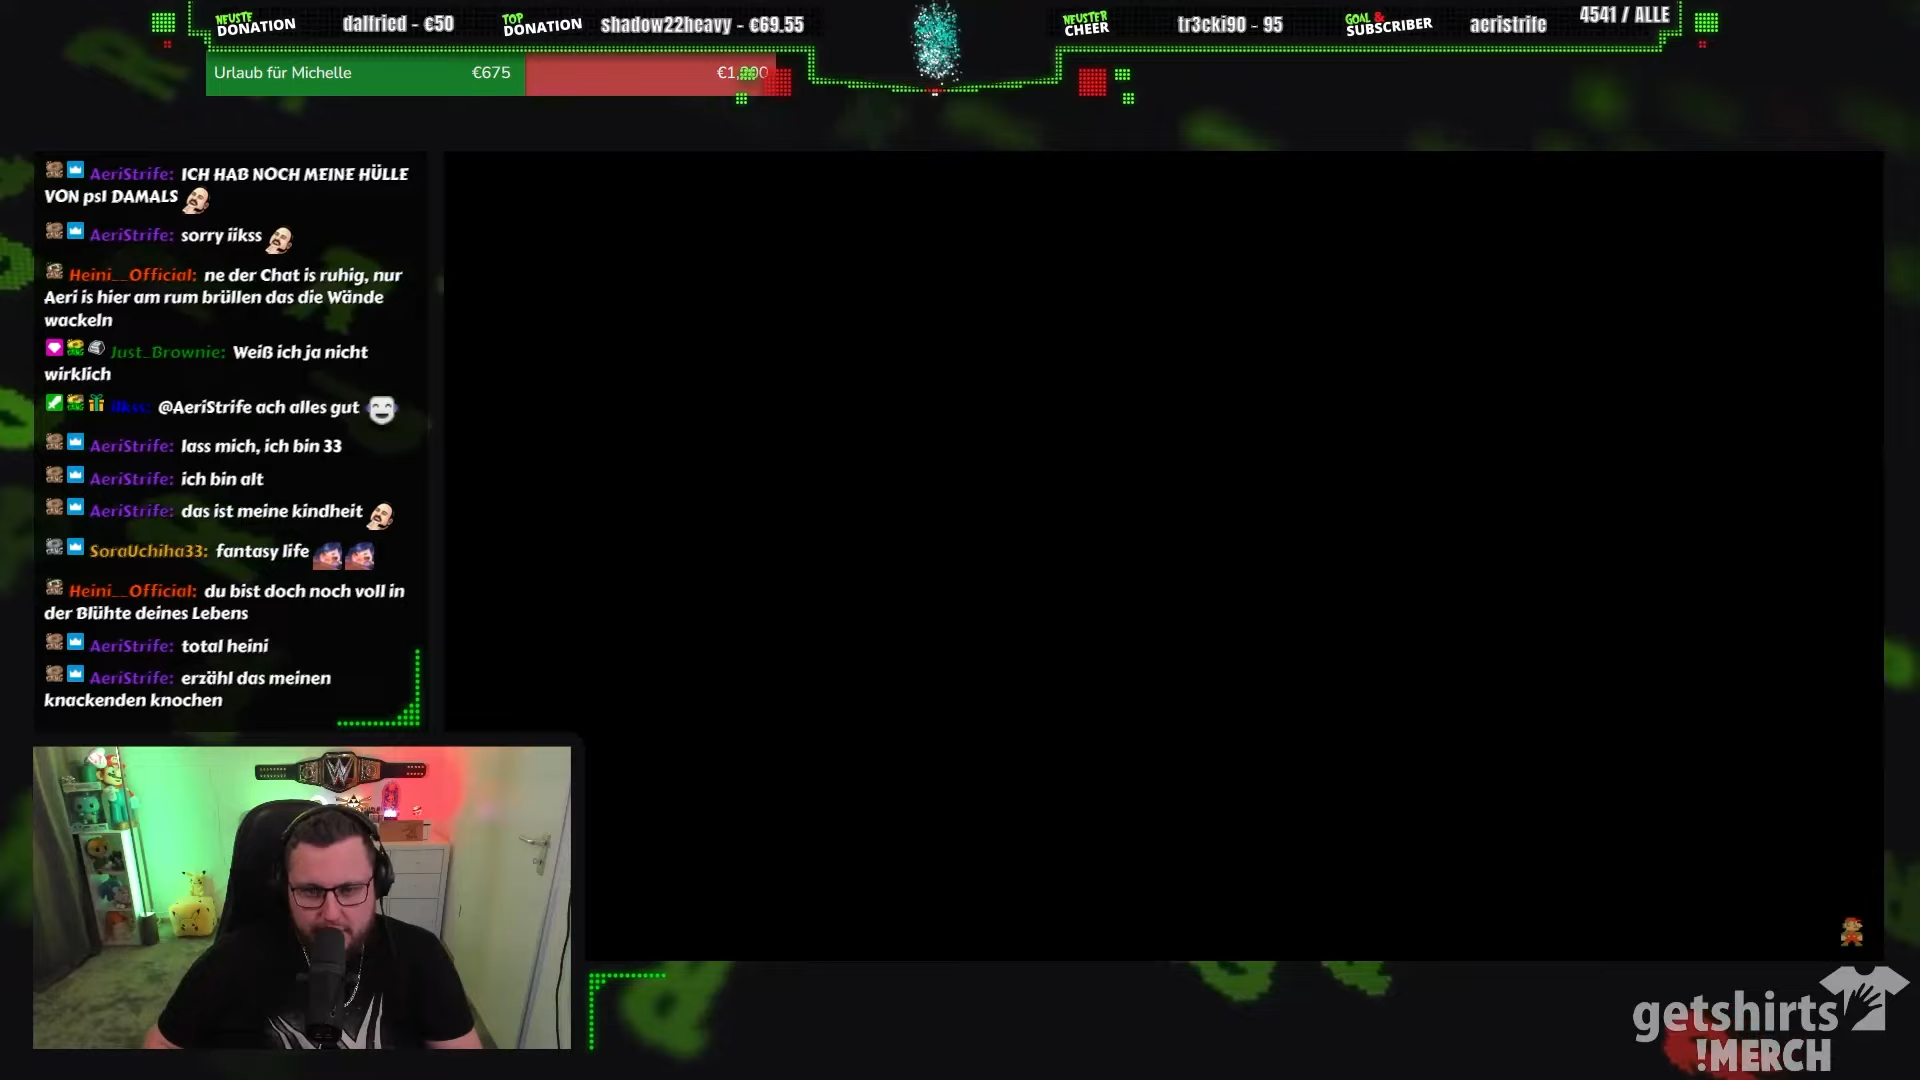 NEUSTE
DONATION
dalfried - €50
TOP
DONATION
shadow22heavy - €69.55
NEUSTER
CHEER
tr3cki90 - 95
GOAL & SUBSCRIBER
aeristrife
4541 / ALLE
Urlaub für Michelle €675
AeriStrife: ICH HAB NOCH MEINE HÜLLE
VON ps1 DAMALS
AeriStrife: sorry iikss
Heini__Official: ne der Chat is ruhig, nur
Aeri is hier am rum brüllen das die Wände
wackeln
Just_Brownie: Weiß ich ja nicht
wirklich
iikss: @AeriStrife ach alles gut
AeriStrife: lass mich, ich bin 33
AeriStrife: ich bin alt
AeriStrife: das ist meine kindheit
SoraUchiha33: fantasy life
Heini__Official: du bist doch noch voll in
der Blühte deines Lebens
AeriStrife: total heini
AeriStrife: erzähl das meinen
knackenden knochen
getshirts
!MERCH